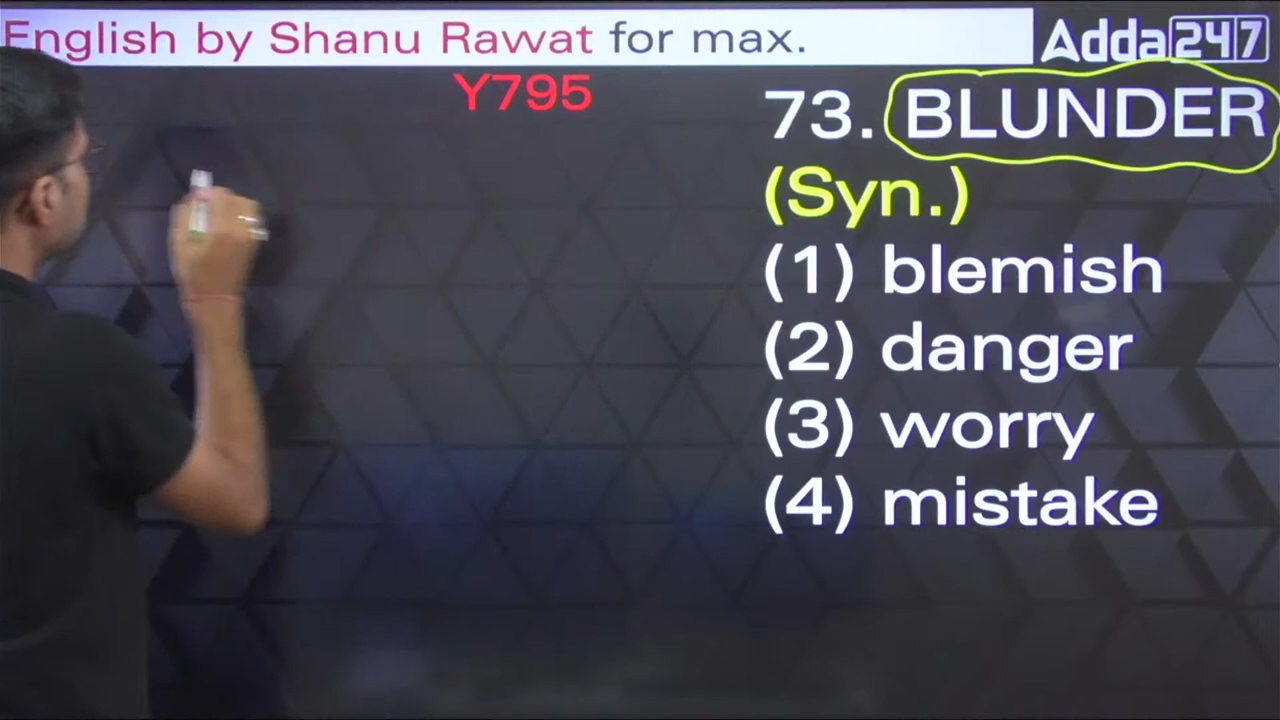 English by Shanu Rawat for max.
Adda247
Y795
73. BLUNDER
(Syn.)
(1) blemish
(2) danger
(3) worry
(4) mistake